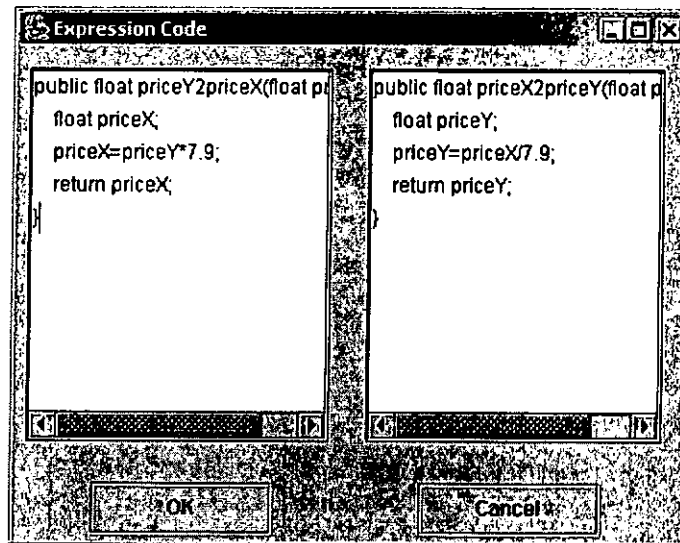 Expression Code
public float priceY2priceX(float pr
float priceX;
priceX=priceY*7.9;
return priceX;
}
public float priceX2priceY(float p
float priceY;
priceY=priceX/7.9;
return priceY;
}
OK
Cancel